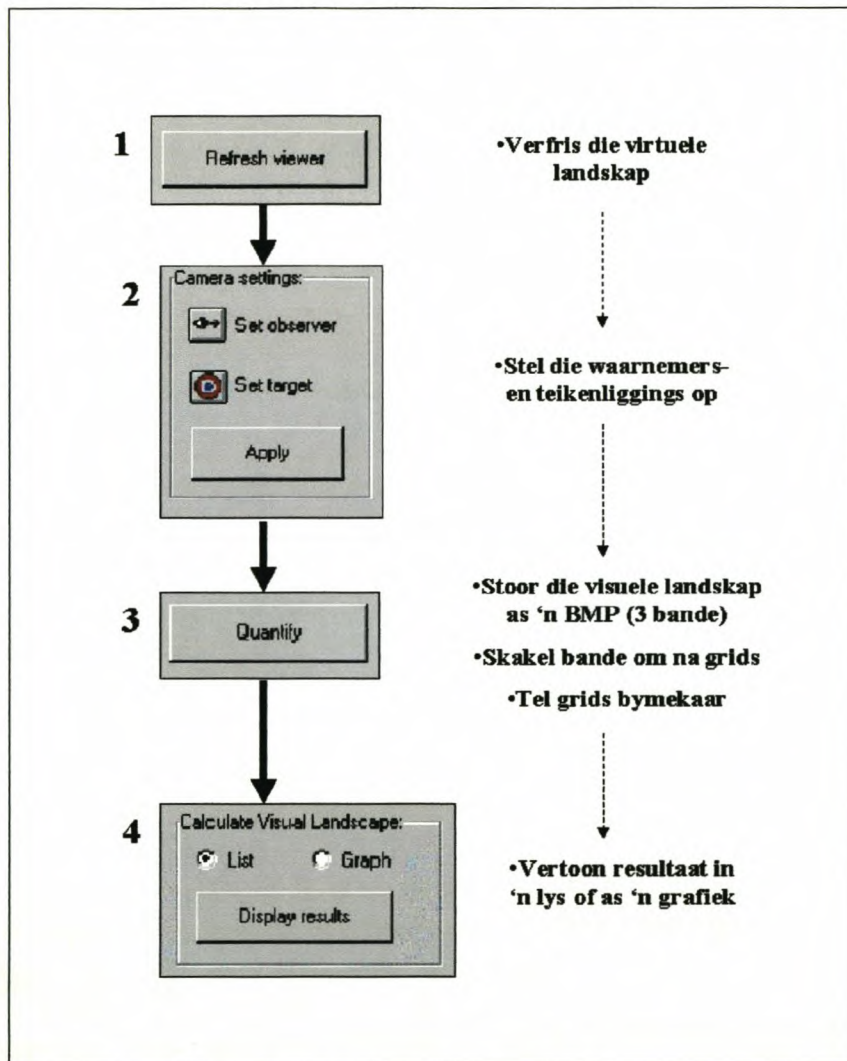 1
Refresh viewer
•Verfris die virtuele
landskap
2
Camera settings:
Set observer
Set target
Apply
•Stel die waarnemers-
en teikenliggings op
3
Quantify
•Stoor die visuele landskap
as ‘n BMP (3 bande)
•Skakel bande om na grids
•Tel grids bymekaar
4
Calculate Visual Landscape:
List
Graph
Display results
•Vertoon resultaat in
‘n lys of as ‘n grafiek